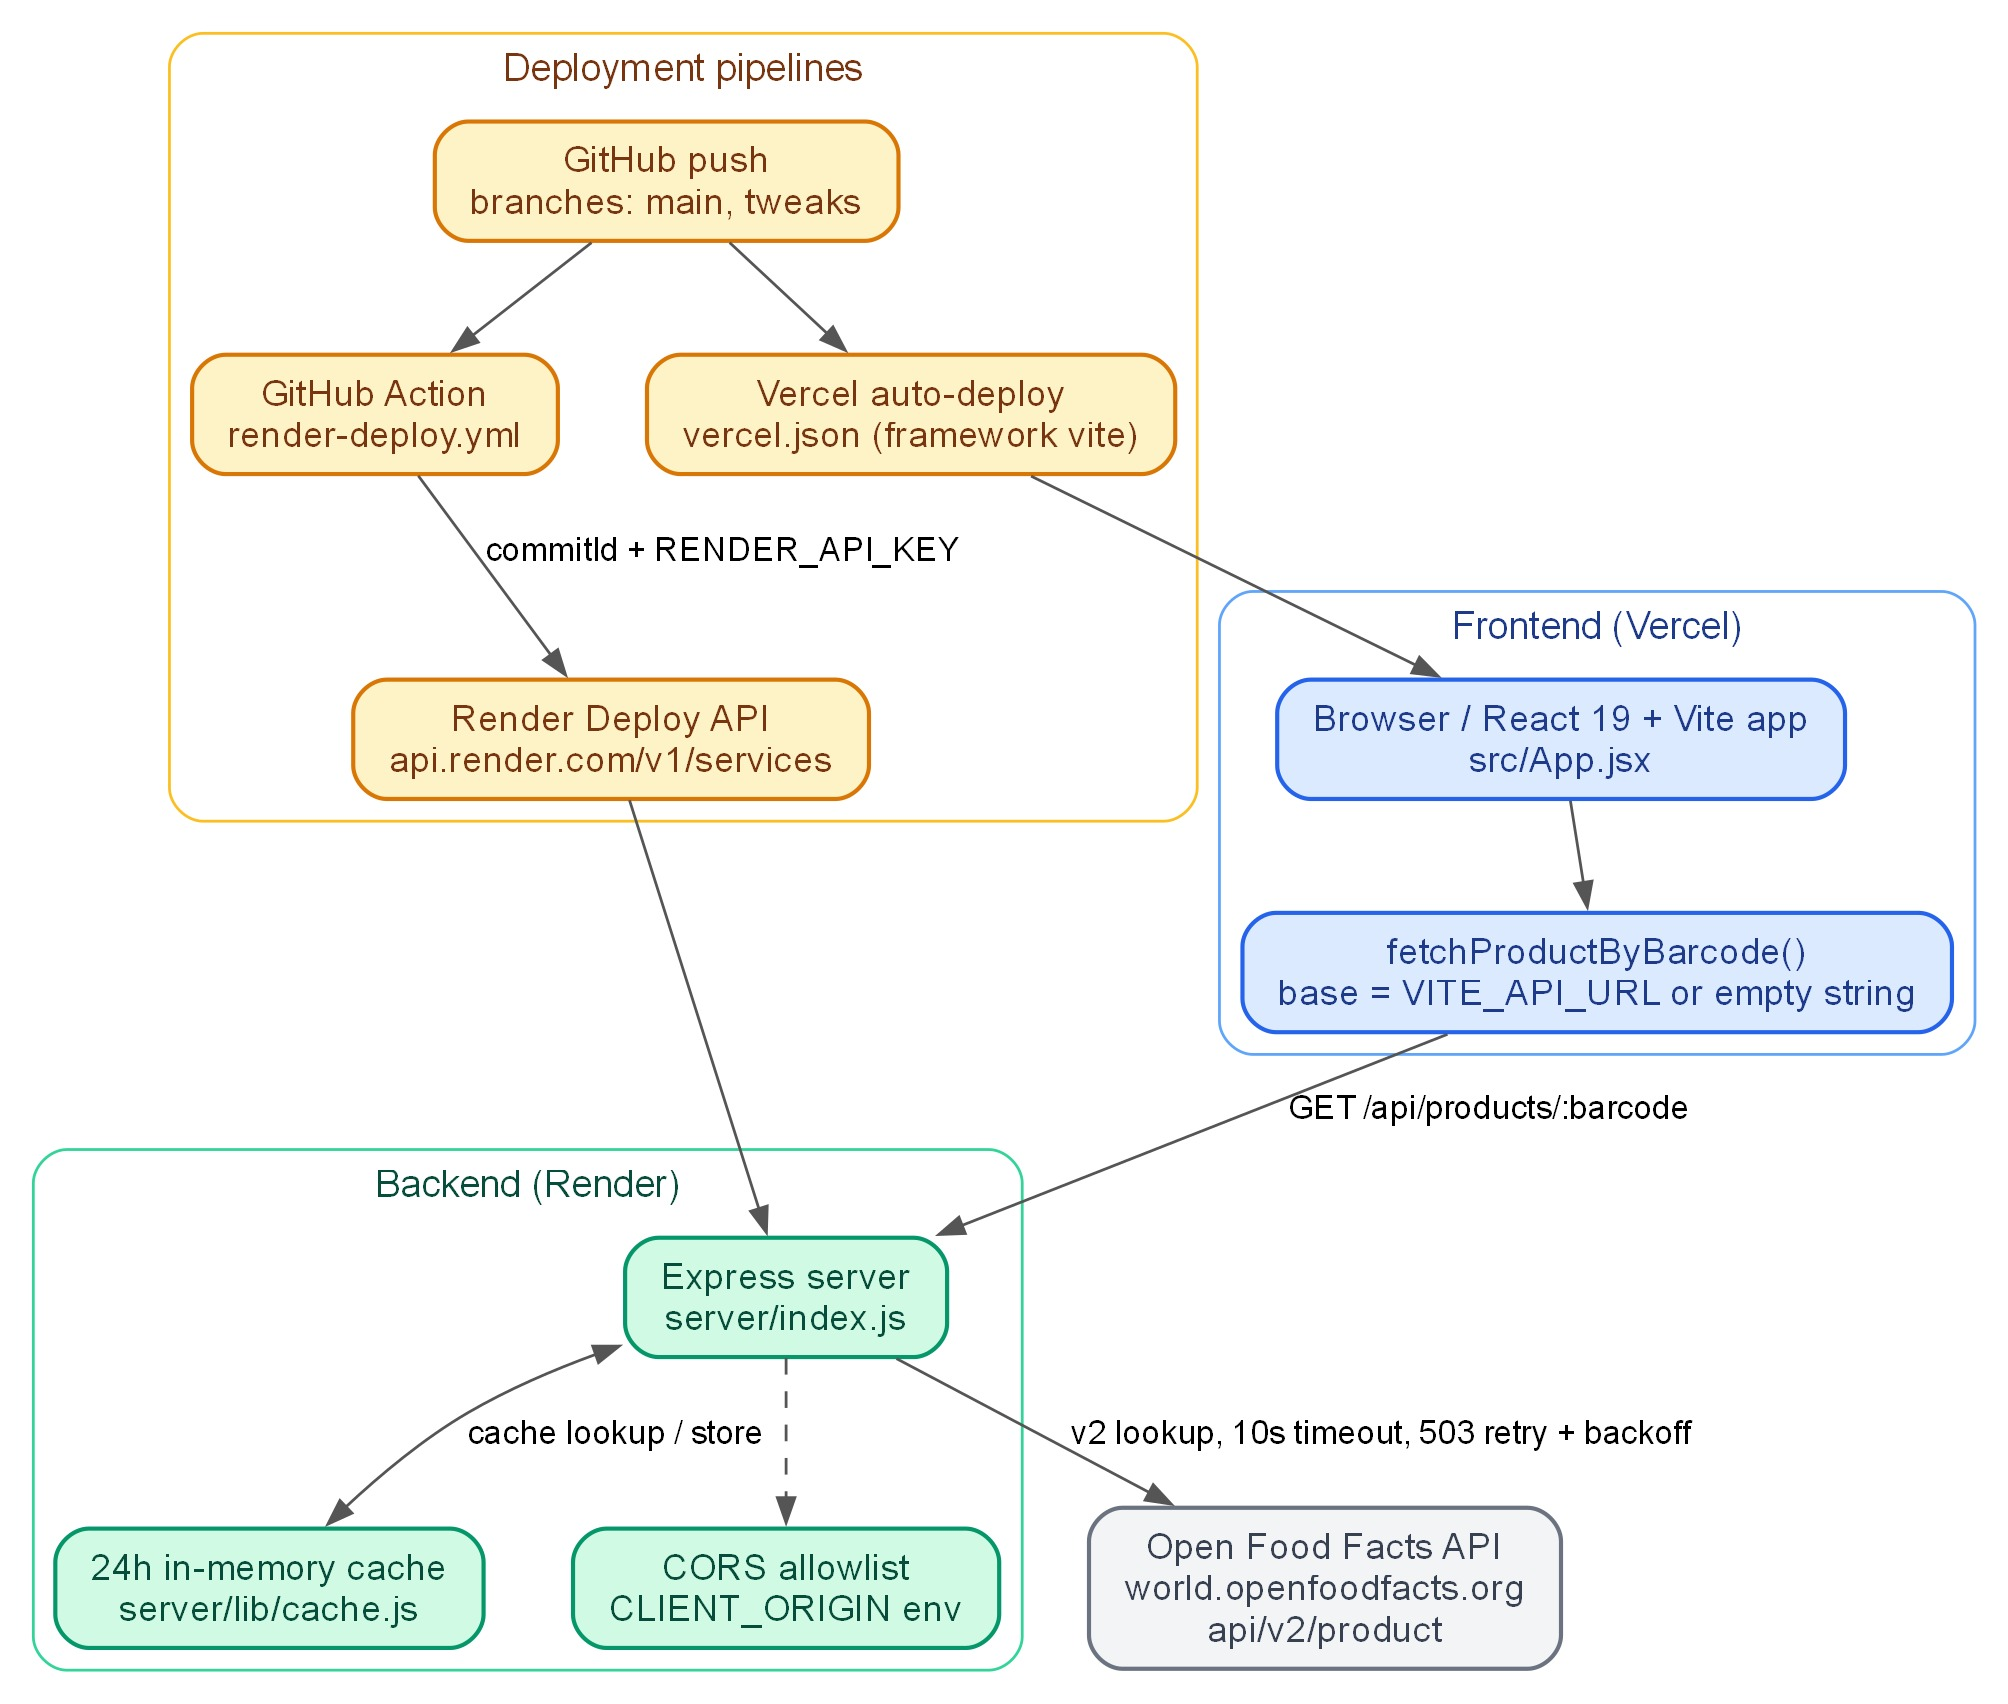 Deployment pipelines
GitHub push
branches: main, tweaks
GitHub Action
render-deploy.yml
Vercel auto-deploy
vercel.json (framework vite)
commitId + RENDER_API_KEY
Frontend (Vercel)
Render Deploy API
api.render.com/v1/services
Browser / React 19 + Vite app
src/App.jsx
fetchProductByBarcode()
base = VITE_API_URL or empty string
GET /api/products/:barcode
Backend (Render)
Express server
server/index.js
cache lookup / store
v2 lookup, 10s timeout, 503 retry + backoff
24h in-memory cache
server/lib/cache.js
CORS allowlist
CLIENT_ORIGIN env
Open Food Facts API
world.openfoodfacts.org
api/v2/product